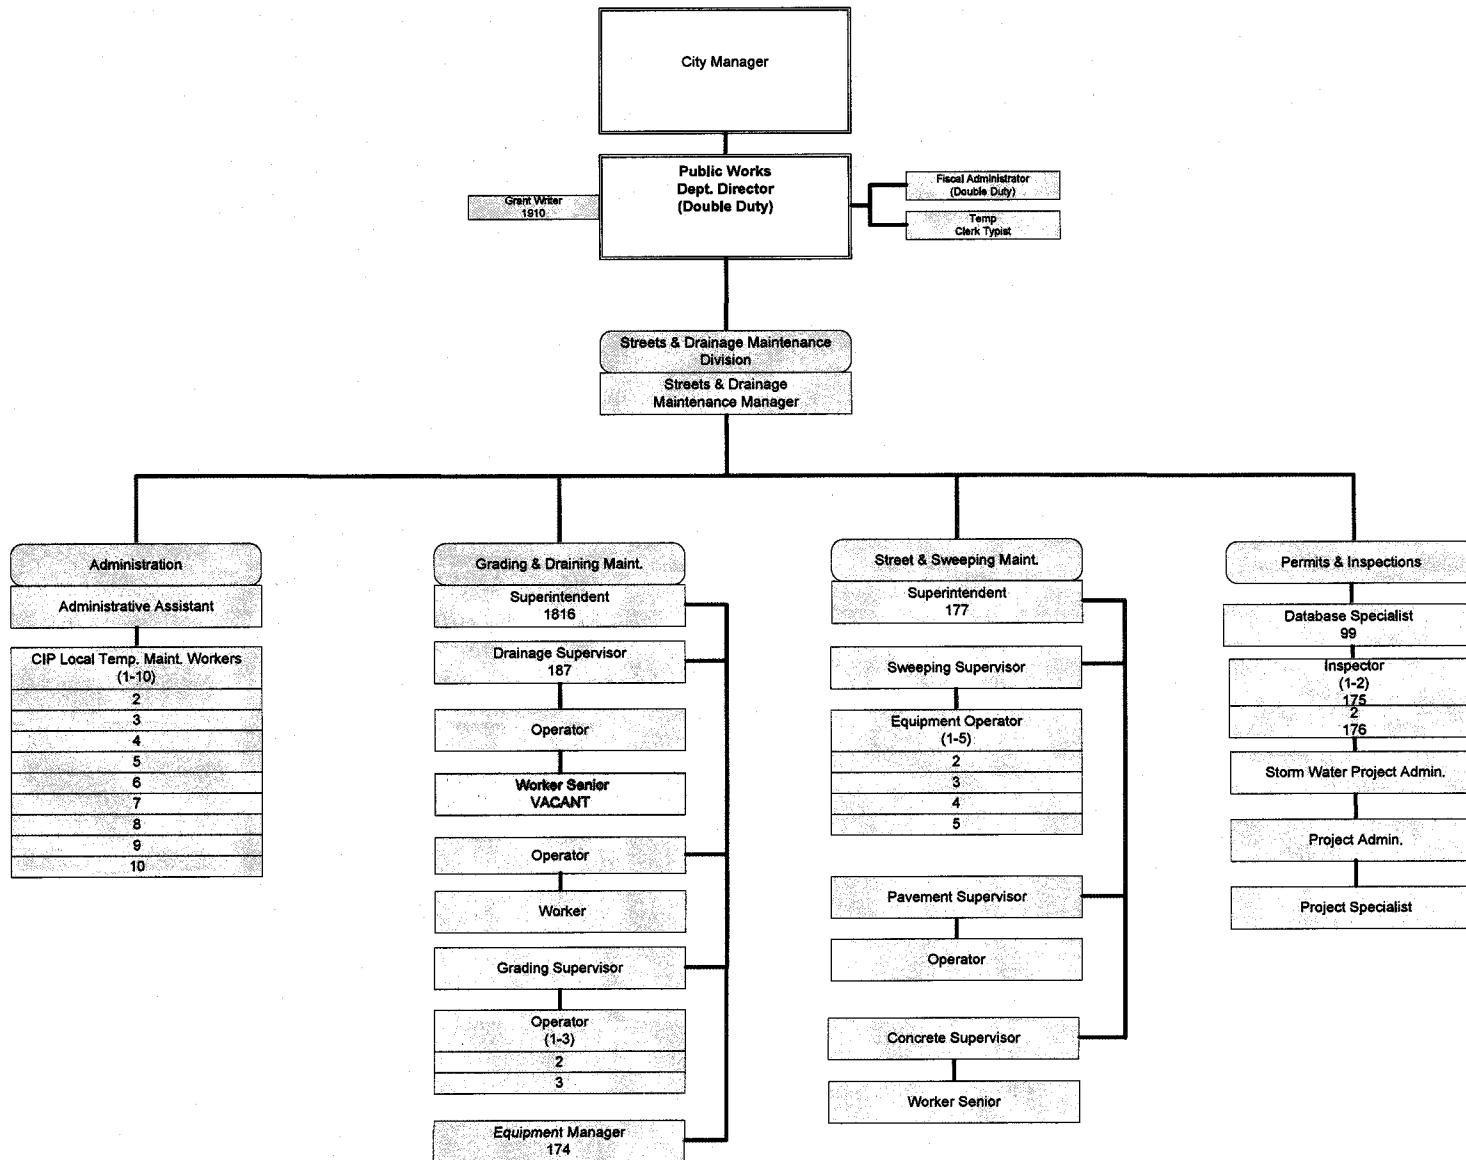 City Manager
Public Works
Dept. Director
(Double Duty)
Grant Writer
1910
Fiscal Administrator
(Double Duty)
Temp
Clerk Typist
Streets & Drainage Maintenance
Division
Streets & Drainage
Maintenance Manager
Administration
Administrative Assistant
CIP Local Temp. Maint. Workers
(1-10)
2
3
4
5
6
7
8
9
10
Grading & Draining Maint.
Superintendent
1816
Drainage Supervisor
187
Operator
Worker Senior
VACANT
Operator
Worker
Grading Supervisor
Operator
(1-3)
2
3
Equipment Manager
174
Street & Sweeping Maint.
Superintendent
177
Sweeping Supervisor
Equipment Operator
(1-5)
2
3
4
5
Pavement Supervisor
Operator
Concrete Supervisor
Worker Senior
Permits & Inspections
Database Specialist
99
Inspector
(1-2)
175
2
176
Storm Water Project Admin.
Project Admin.
Project Specialist